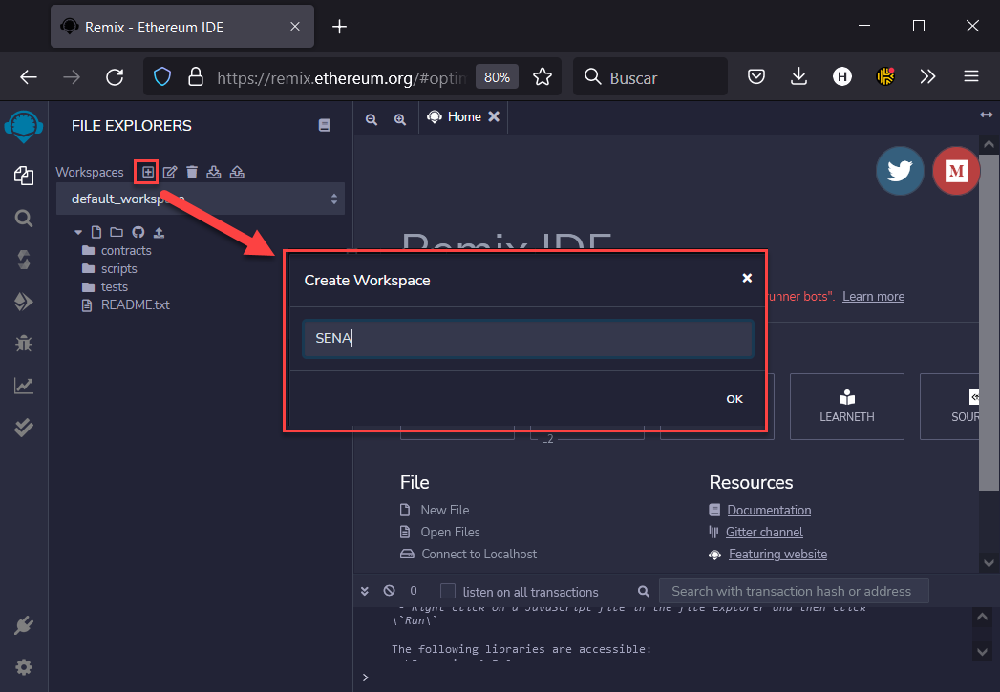 Remix - Ethereum IDE
https://remix.ethereum.org/#optim
80%
Buscar
H
FILE EXPLORERS
Home
Workspaces
default_workspace
contracts
scripts
tests
README.txt
M
Remix IDE
Create Workspace
SENA
OK
runner bots". Learn more
LEARNETH
SOUR
L2
File
New File
Open Files
Connect to Localhost
Resources
Documentation
Gitter channel
Featuring website
0
listen on all transactions
Search with transaction hash or address
- Right click on a JavaScript file in the file explorer and then click
\`Run\`
The following libraries are accessible:
>